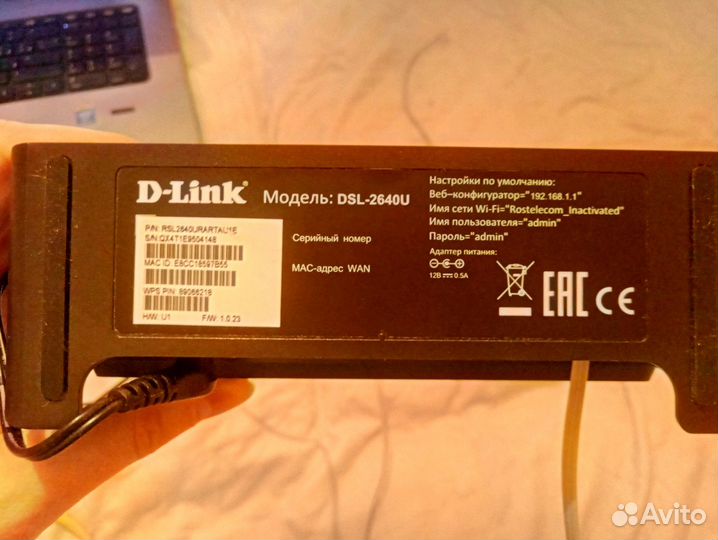 D-Link Модель: DSL-2640U
P/N: RSL2640URARTAU1E
S/N:QX4T1E9504148
MAC ID: E8CC18597B55
WPS PIN: 89066218
H/W: U1 F/W: 1.0.23
Серийный номер
MAC-адрес WAN
Настройки по умолчанию:
Веб-конфигуратор="192.168.1.1"
Имя сети Wi-Fi="Rostelecom_Inactivated"
Имя пользователя="admin"
Пароль="admin"
Адаптер питания:
12В 0.5А
EAC CE
Avito